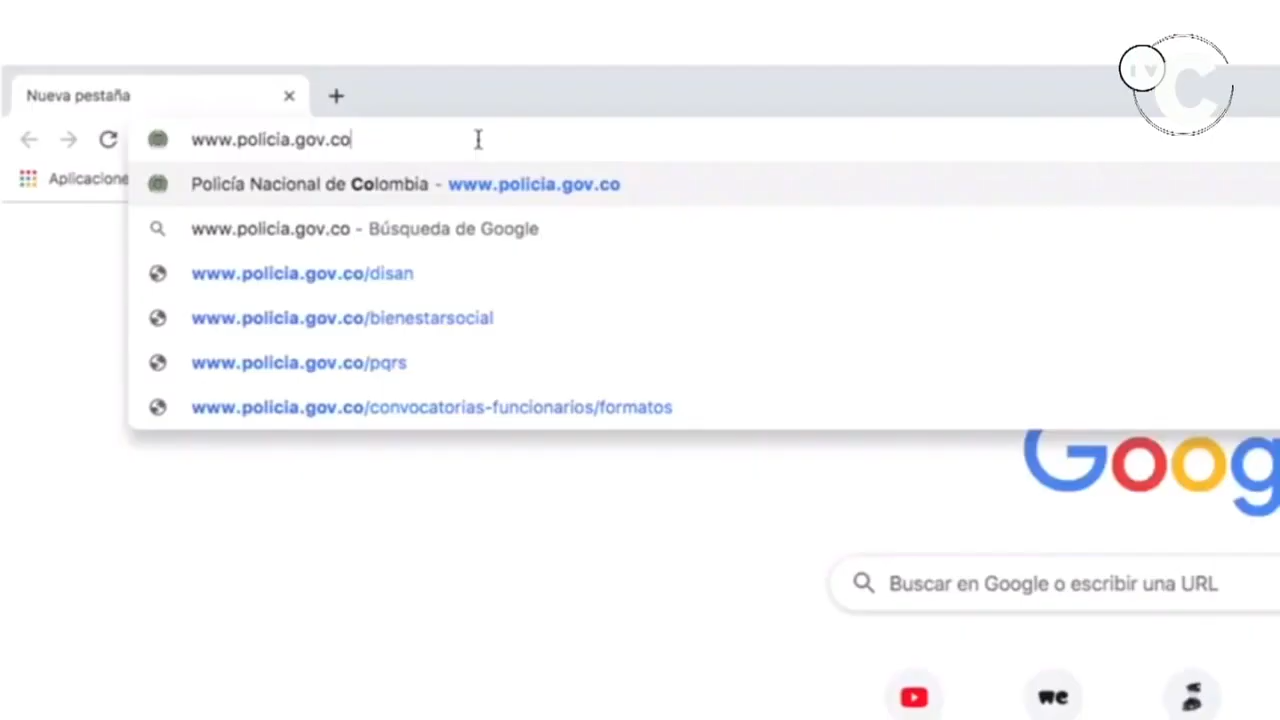 TV C
Nueva pestaña
www.policia.gov.co
Aplicacione
Policía Nacional de Colombia - www.policia.gov.co
www.policia.gov.co - Búsqueda de Google
www.policia.gov.co/disan
www.policia.gov.co/bienestarsocial
www.policia.gov.co/pqrs
www.policia.gov.co/convocatorias-funcionarios/formatos
Goog
Buscar en Google o escribir una URL
we